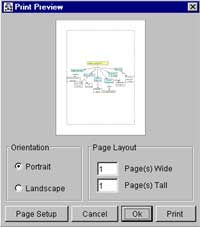 Print Preview
Orientation
Portrait
Landscape
Page Layout
1 Page(s) Wide
1 Page(s) Tall
Page Setup Cancel Ok Print